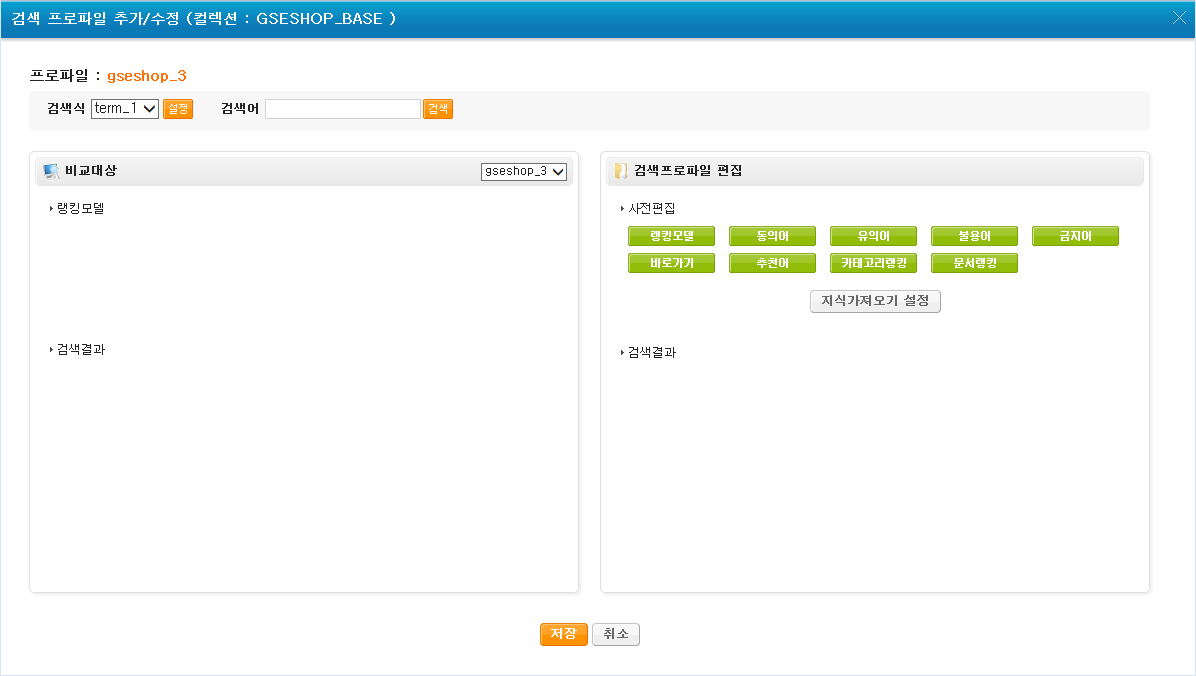 검색 프로파일 추가/수정 (컬렉션 : GSESHOP_BASE )
프로파일 : gseshop_3
검색식 term_1 설정 검색어 검색
비교대상 gseshop_3
랭킹모델
검색결과
검색프로파일 편집
사전편집
랭킹모델 동의어 유의어 불용어 금지어
바로가기 추천어 카테고리랭킹 문서랭킹
지식가져오기 설정
검색결과
저장 취소